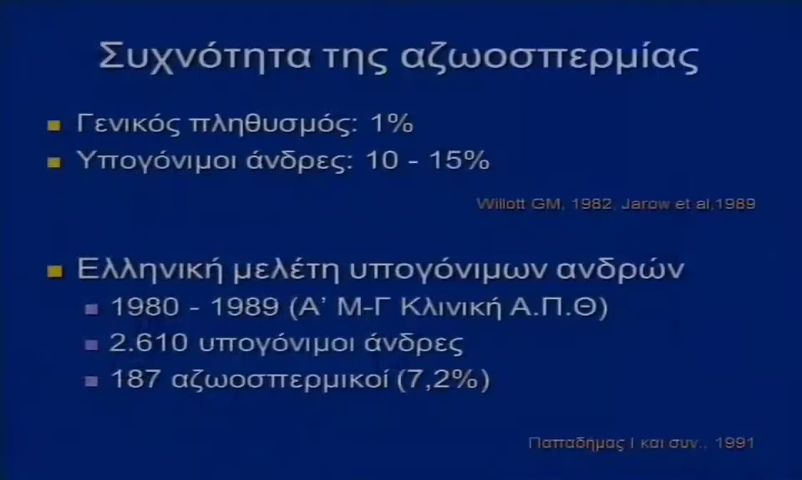 Συχνότητα της αζωοσπερμίας
Γενικός πληθυσμός: 1%
Υπογόνιμοι άνδρες: 10 - 15%
Willott GM, 1982, Jarow et al,1989
Ελληνική μελέτη υπογόνιμων ανδρών
1980 - 1989 (Α’ Μ-Γ Κλινική Α.Π.Θ)
2.610 υπογόνιμοι άνδρες
187 αζωοσπερμικοί (7,2%)
Παπαδήμας Ι και συν., 1991